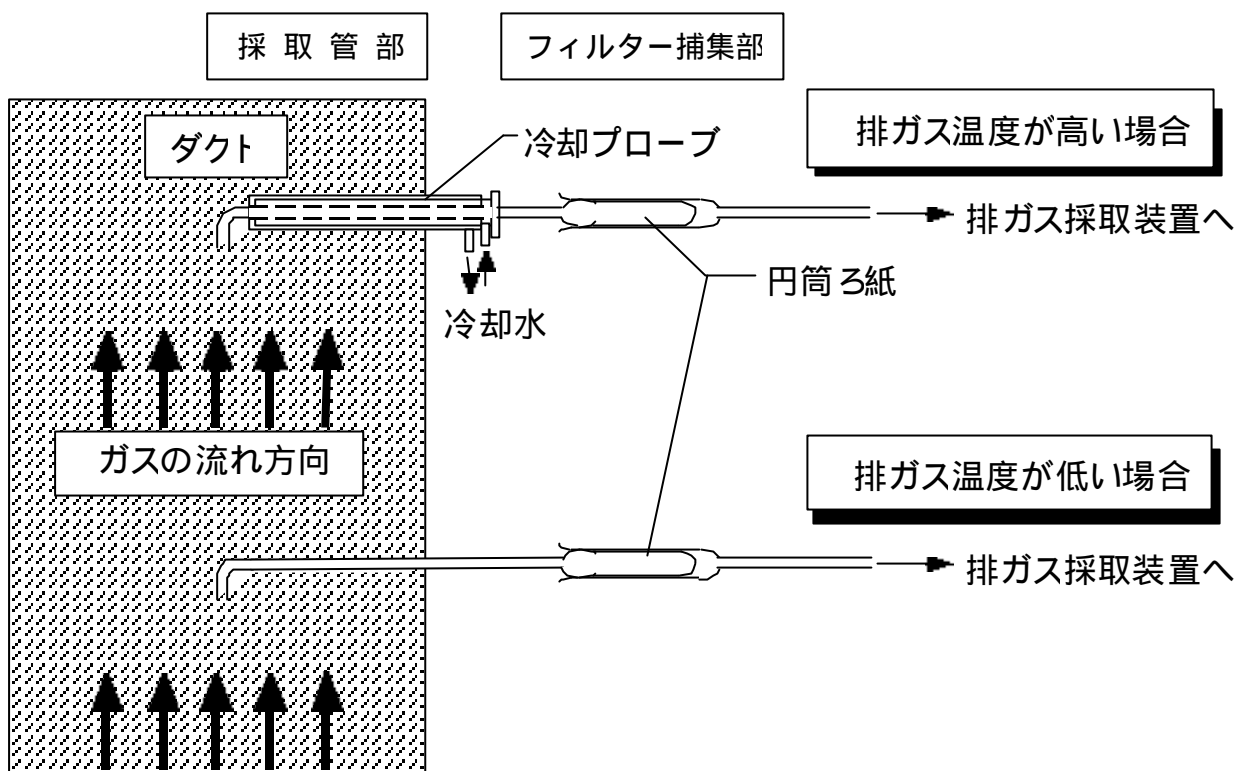 採 取 管 部
フィルター捕集部
ダクト
冷却プローブ
排ガス温度が高い場合
排ガス採取装置へ
円筒ろ紙
冷却水
ガスの流れ方向
排ガス温度が低い場合
排ガス採取装置へ